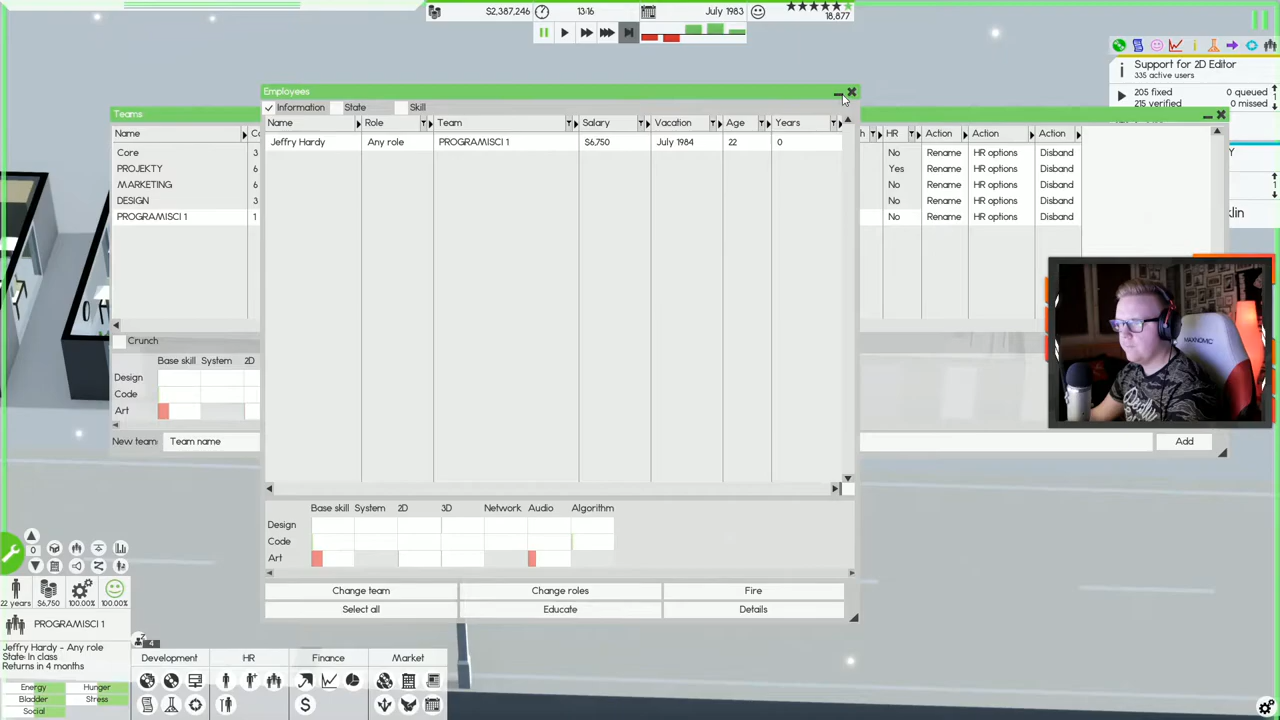 $2,387,246
13:16
July 1983
18,877
Support for 2D Editor
335 active users
205 fixed
0 queued
215 verified
0 missed
Teams
Name
HR
Action
Action
Action
Core
3
No
Rename
HR options
Disband
PROJEKTY
6
Yes
Rename
HR options
Disband
MARKETING
6
No
Rename
HR options
Disband
DESIGN
3
No
Rename
HR options
Disband
PROGRAMISCI 1
1
No
Rename
HR options
Disband
Crunch
Base skill
System
2D
Design
Code
Art
New team:
Team name
Add
Employees
Information
State
Skill
Name
Role
Team
Salary
Vacation
Age
Years
Jeffry Hardy
Any role
PROGRAMISCI 1
$6,750
July 1984
22
0
Base skill
System
2D
3D
Network
Audio
Algorithm
Design
Code
Art
Change team
Change roles
Fire
Select all
Educate
Details
MAXNOMIC
0
22 years
$6,750
100.00%
100.00%
PROGRAMISCI 1
4
Jeffry Hardy - Any role
State: In class
Returns in 4 months
Energy
Hunger
Bladder
Stress
Social
Development
HR
Finance
Market